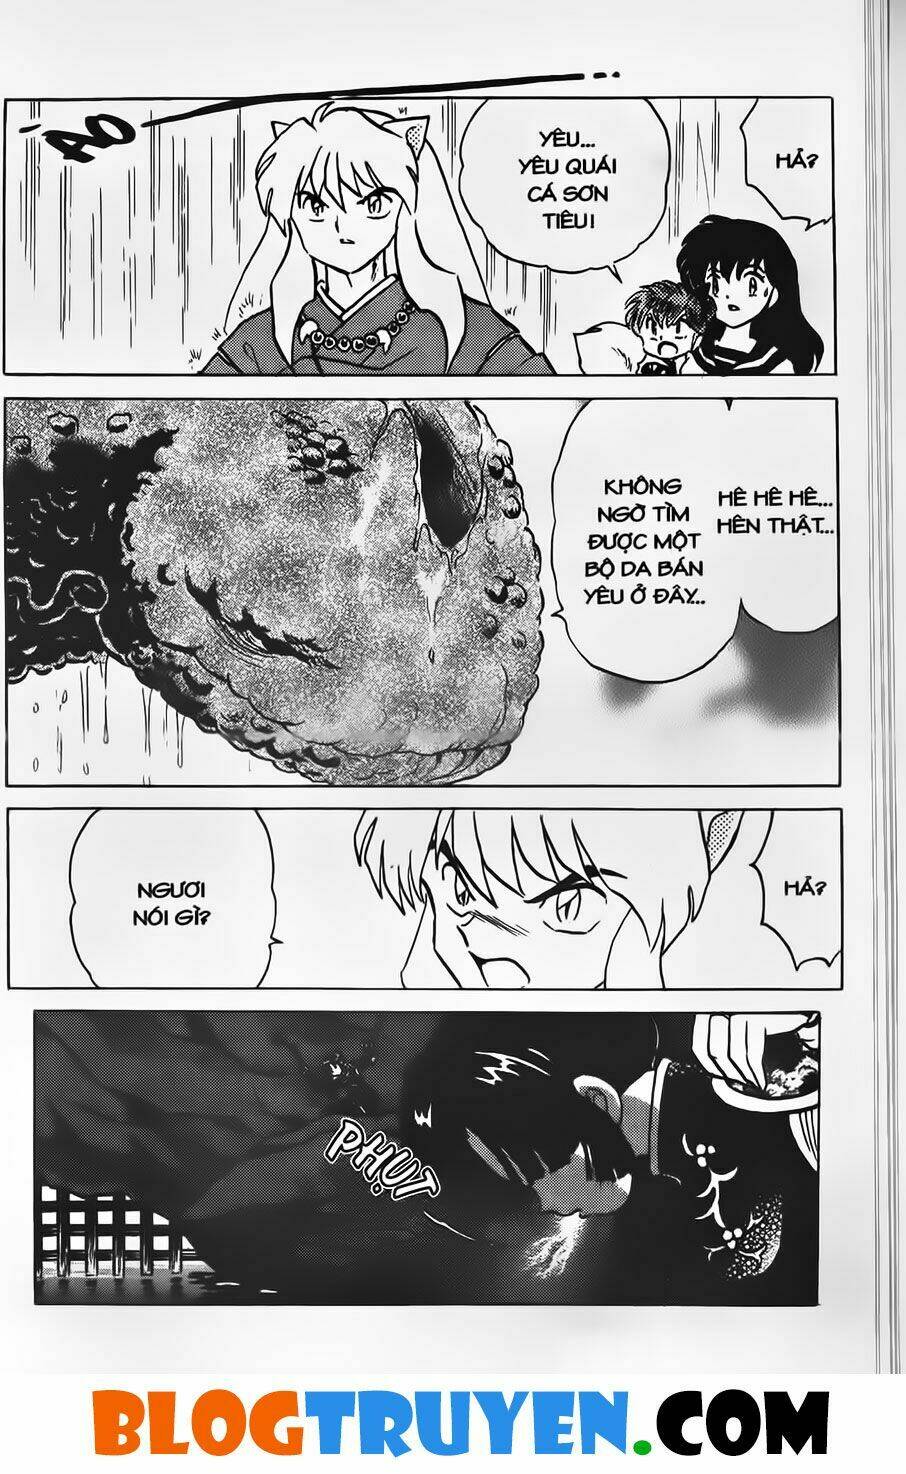 ÀO
HẢ?
YÊU...
YÊU QUÁI
CÁ SƠN
TIÊU!
HÊ HÊ HÊ...
HÊN THẬT...
KHÔNG
NGỜ TÌM
ĐƯỢC MỘT
BỘ DA BÁN
YÊU Ở ĐÂY...
HẢ?
NGƯƠI
NÓI GÌ?
PHỤT
BLOGTRUYEN.COM